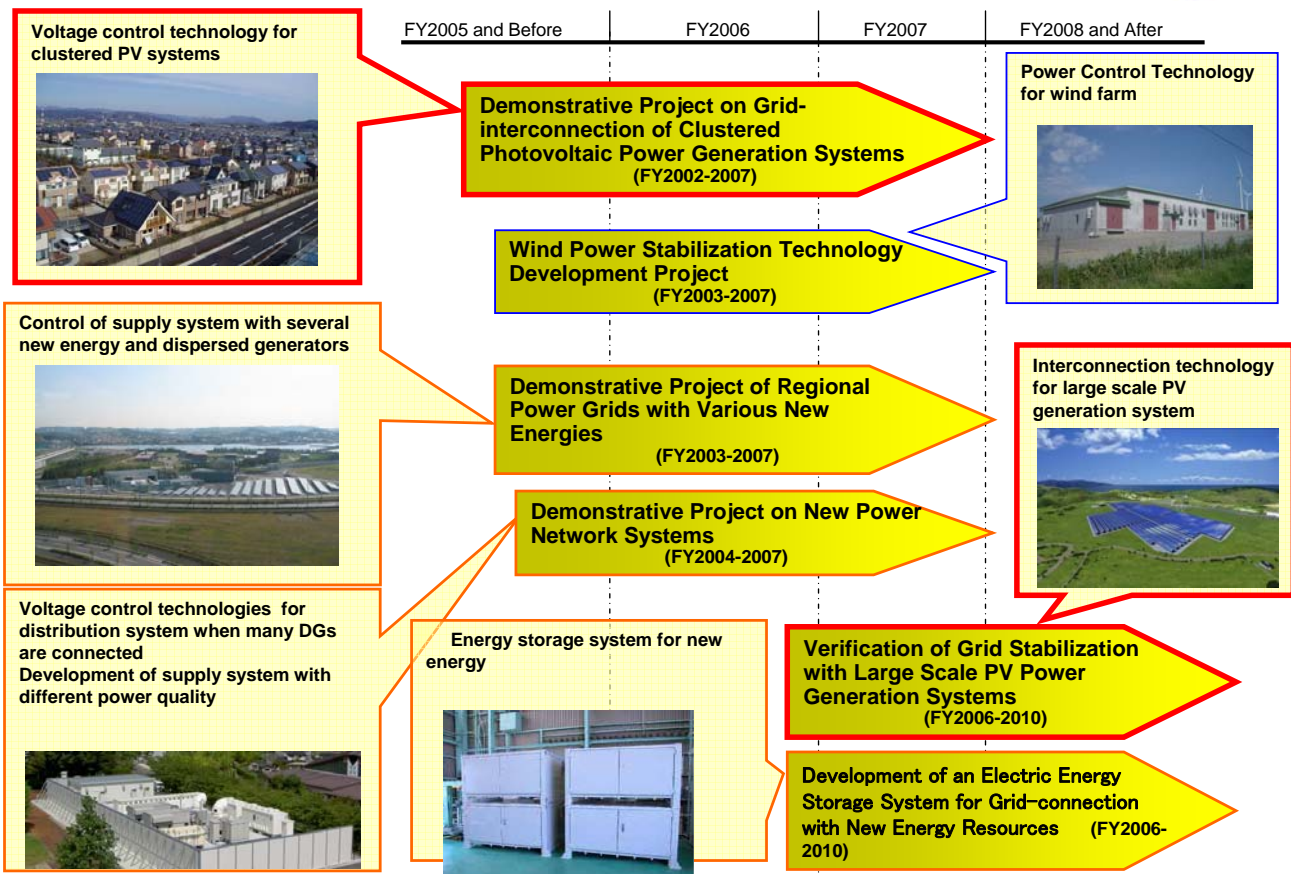 FY2005 and Before
FY2006
FY2007
FY2008 and After
Voltage control technology for
clustered PV systems
Demonstrative Project on Grid-
interconnection of Clustered
Photovoltaic Power Generation Systems
(FY2002-2007)
Power Control Technology
for wind farm
Wind Power Stabilization Technology
Development Project
(FY2003-2007)
Control of supply system with several
new energy and dispersed generators
Demonstrative Project of Regional
Power Grids with Various New
Energies
(FY2003-2007)
Interconnection technology
for large scale PV
generation system
Demonstrative Project on New Power
Network Systems
(FY2004-2007)
Voltage control technologies for
distribution system when many DGs
are connected
Development of supply system with
different power quality
Energy storage system for new
energy
Verification of Grid Stabilization
with Large Scale PV Power
Generation Systems
(FY2006-2010)
Development of an Electric Energy
Storage System for Grid-connection
with New Energy Resources (FY2006-
2010)